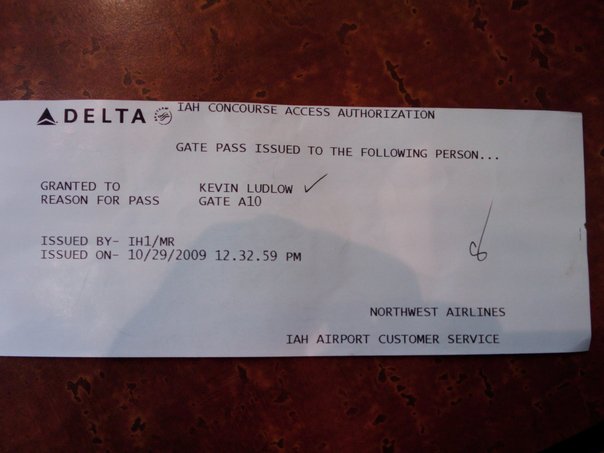 DELTA IAH CONCOURSE ACCESS AUTHORIZATION
GATE PASS ISSUED TO THE FOLLOWING PERSON...
GRANTED TO KEVIN LUDLOW ✓
REASON FOR PASS GATE A10
ISSUED BY- IH1/MR
ISSUED ON- 10/29/2009 12.32.59 PM
NORTHWEST AIRLINES
IAH AIRPORT CUSTOMER SERVICE